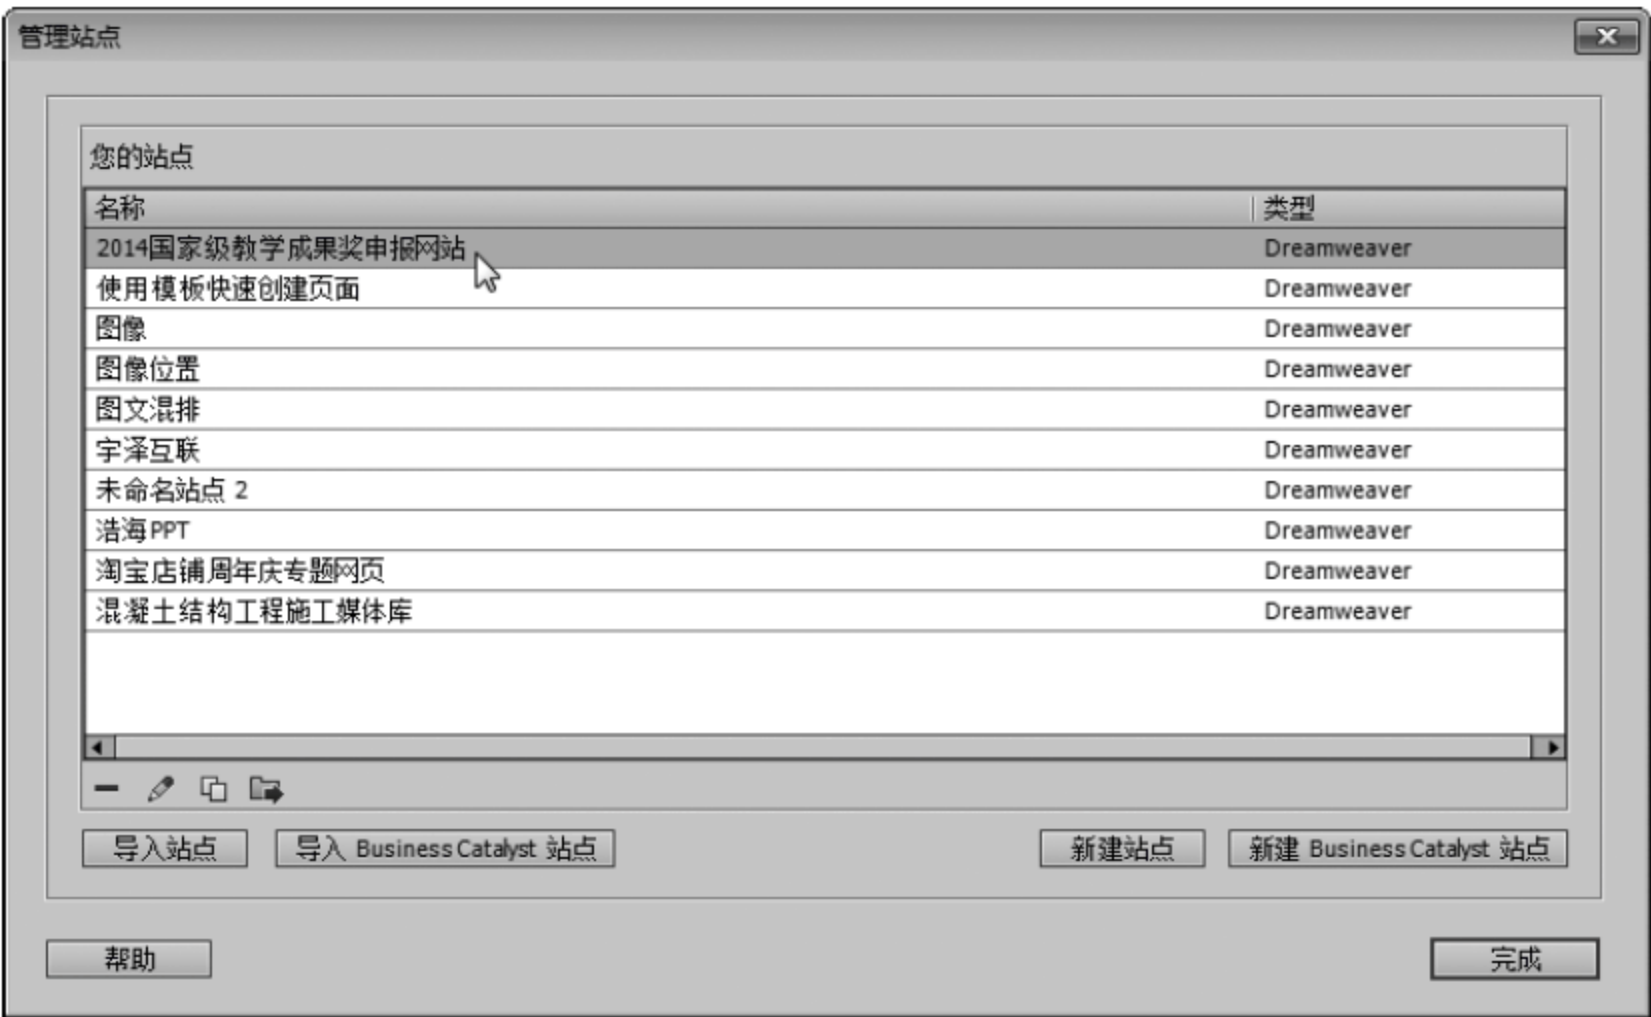 管理站点
您的站点
名称 类型
2014国家级教学成果奖申报网站 Dreamweaver
使用模板快速创建页面 Dreamweaver
图像 Dreamweaver
图像位置 Dreamweaver
图文混排 Dreamweaver
宇泽互联 Dreamweaver
未命名站点 2 Dreamweaver
浩海PPT Dreamweaver
淘宝店铺周年庆专题网页 Dreamweaver
混凝土结构工程施工媒体库 Dreamweaver
导入站点 导入 Business Catalyst 站点 新建站点 新建 Business Catalyst 站点
帮助 完成